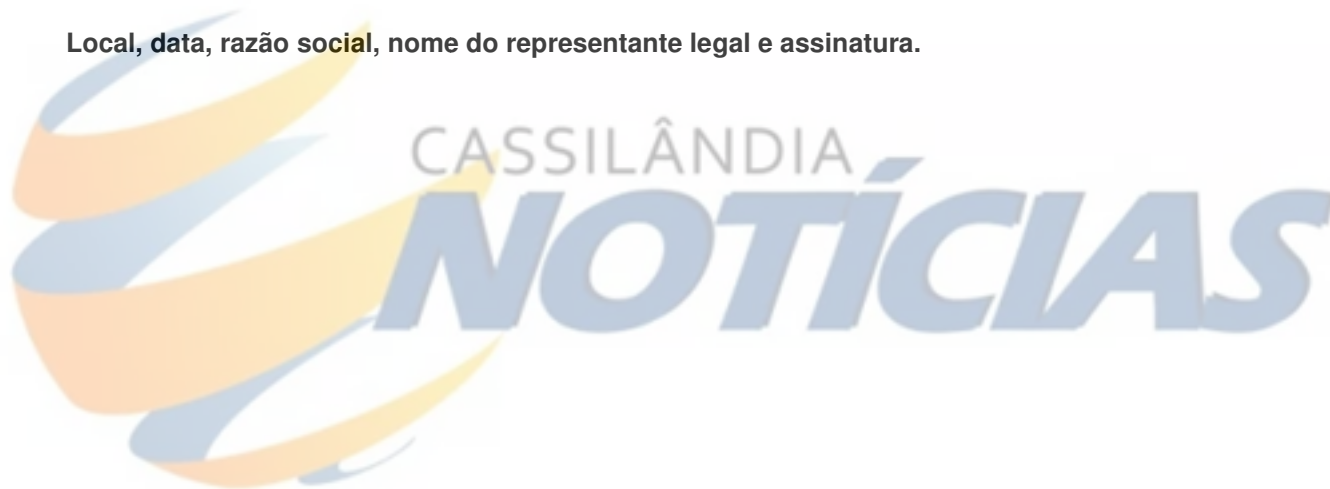 Local, data, razão social, nome do representante legal e assinatura.
CASSILÂNDIA
NOTÍCIAS